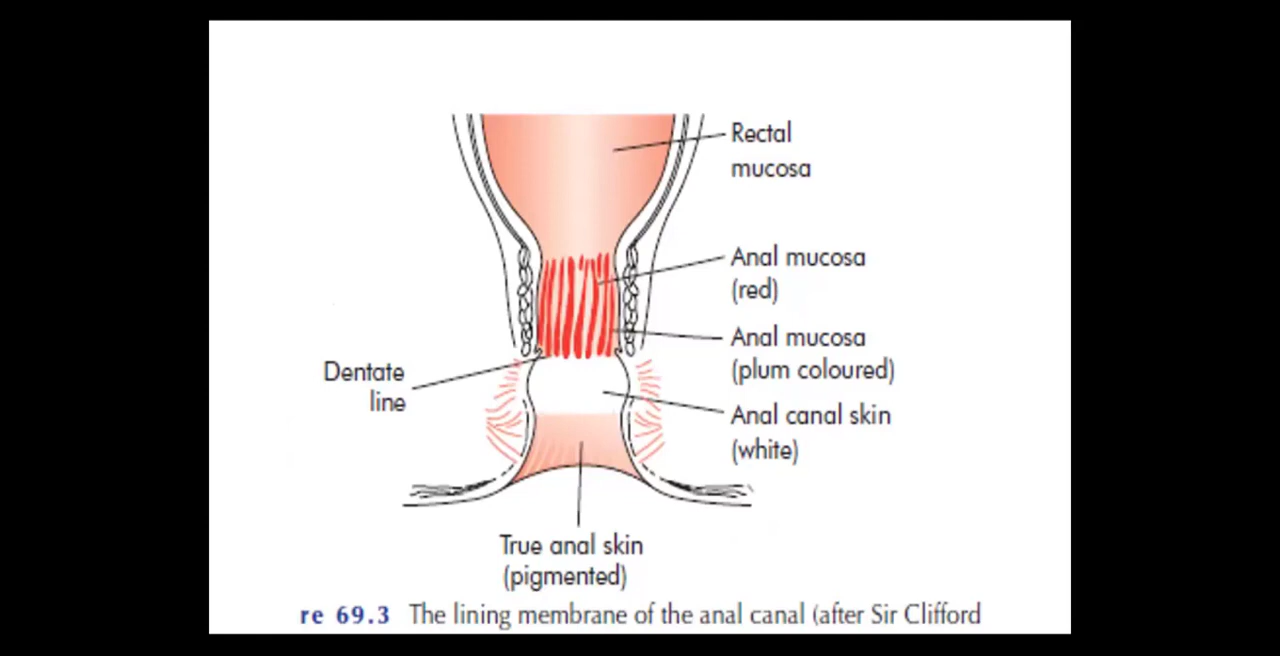 Rectal
mucosa
Anal mucosa
(red)
Anal mucosa
(plum coloured)
Dentate
line
Anal canal skin
(white)
True anal skin
(pigmented)
re 69.3 The lining membrane of the anal canal (after Sir Clifford